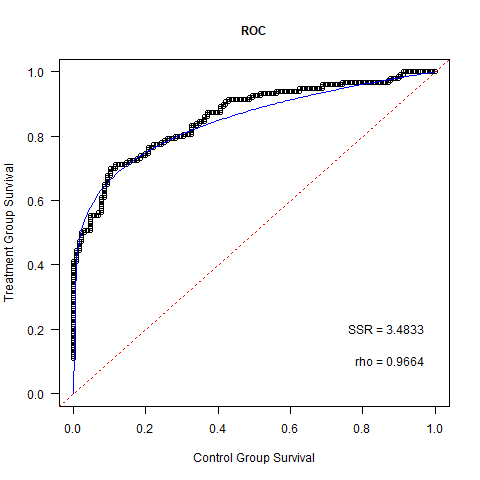 ROC
Treatment Group Survival
1.0
0.8
0.6
0.4
0.2
0.0
SSR = 3.4833
rho = 0.9664
0.0 0.2 0.4 0.6 0.8 1.0
Control Group Survival